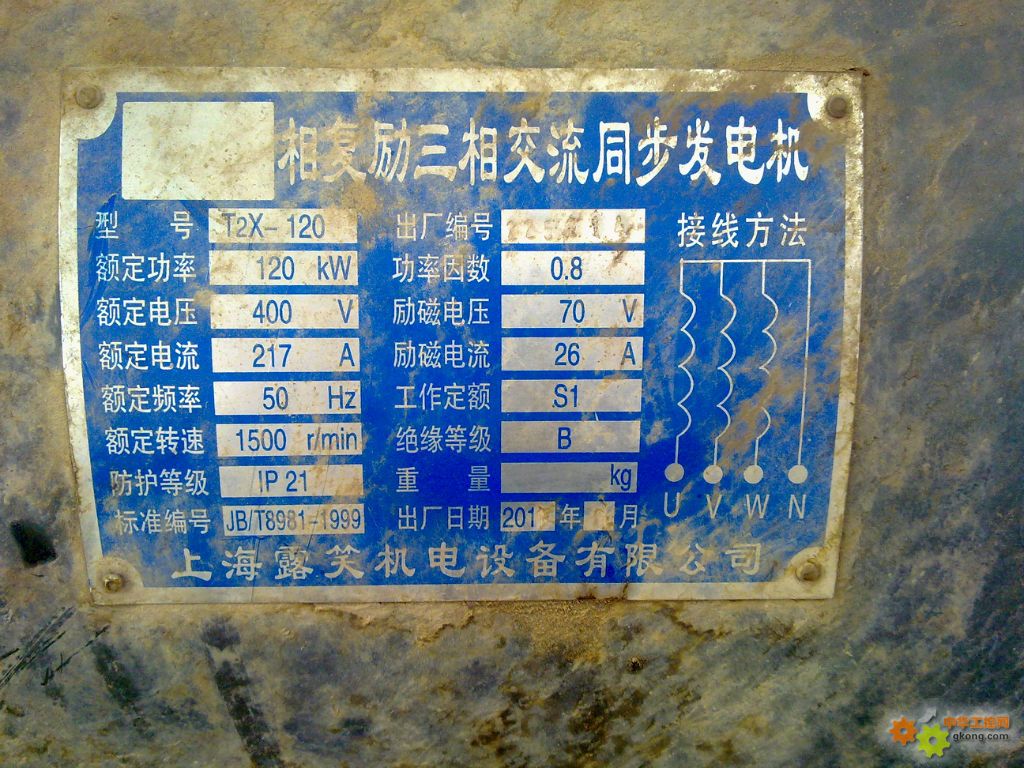 相复励三相交流同步发电机
型 号 T2X-120 出厂编号 接线方法
额定功率 120 kW 功率因数 0.8
额定电压 400 V 励磁电压 70 V
额定电流 217 A 励磁电流 26 A
额定频率 50 Hz 工作定额 S1
额定转速 1500 r/min 绝缘等级 B
防护等级 IP 21 重 量 kg
U V W N
标准编号 JB/T8981-1999 出厂日期 201 年 月
上海露笑机电设备有限公司
中华工控网
gkong.com